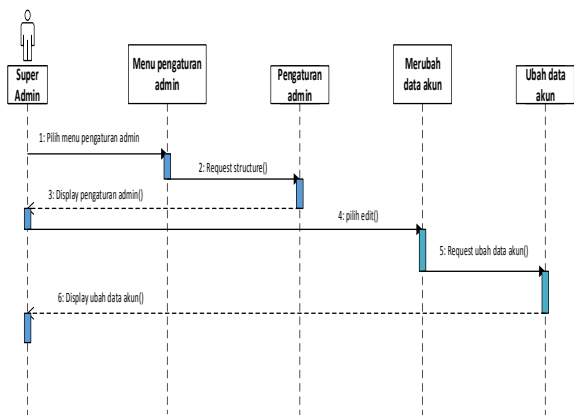 Super
Admin
Menu pengaturan
admin
Pengaturan
admin
Merubah
data akun
Ubah data
akun
1: Pilih menu pengaturan admin
2: Request structure()
3: Display pengaturan admin()
4: pilih edit()
5: Request ubah data akun()
6: Display ubah data akun()